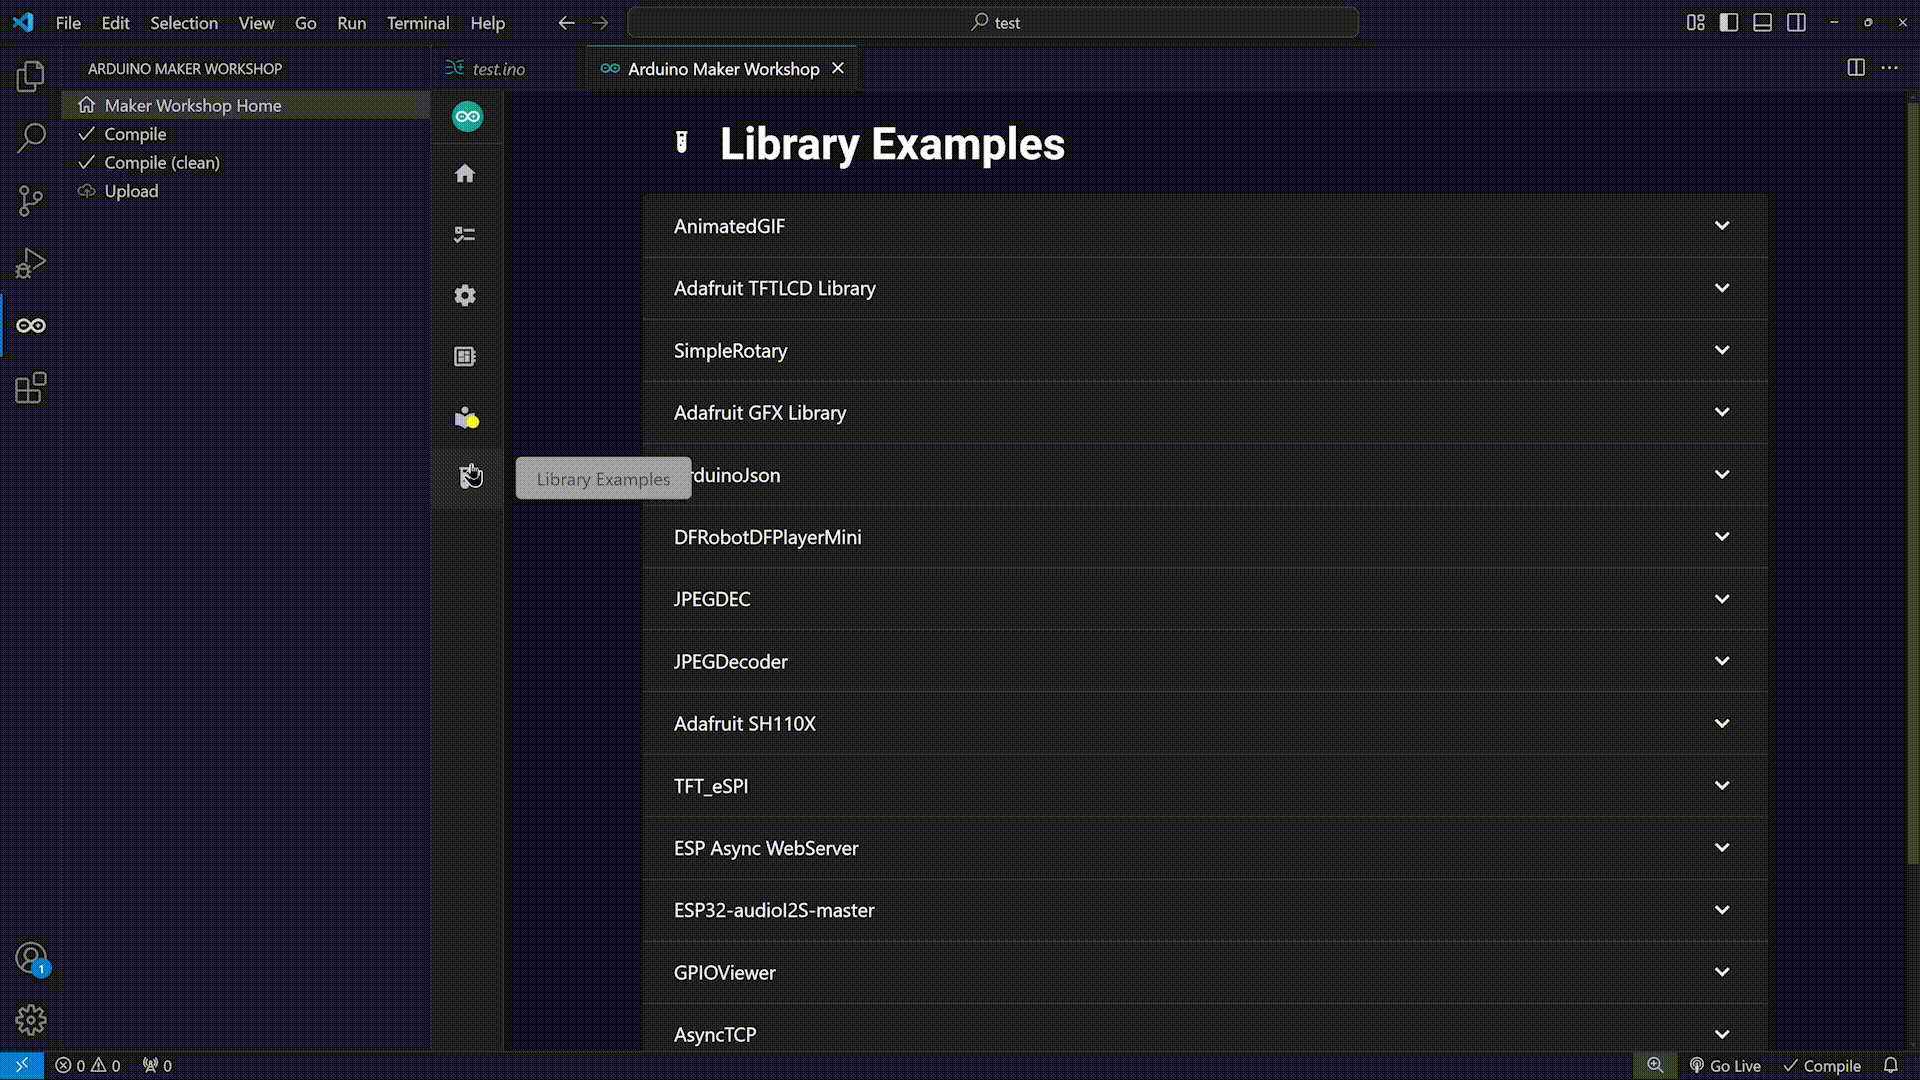 File Edit Selection View Go Run Terminal Help
test
ARDUINO MAKER WORKSHOP
test.ino
Arduino Maker Workshop
Maker Workshop Home
Compile
Compile (clean)
Upload
Library Examples
AnimatedGIF
Adafruit TFTLCD Library
SimpleRotary
Adafruit GFX Library
Library Examples
rduinoJson
DFRobotDFPlayerMini
JPEGDEC
JPEGDecoder
Adafruit SH110X
TFT_eSPI
ESP Async WebServer
ESP32-audioI2S-master
GPIOViewer
AsyncTCP
1
0 0 0
Go Live
Compile